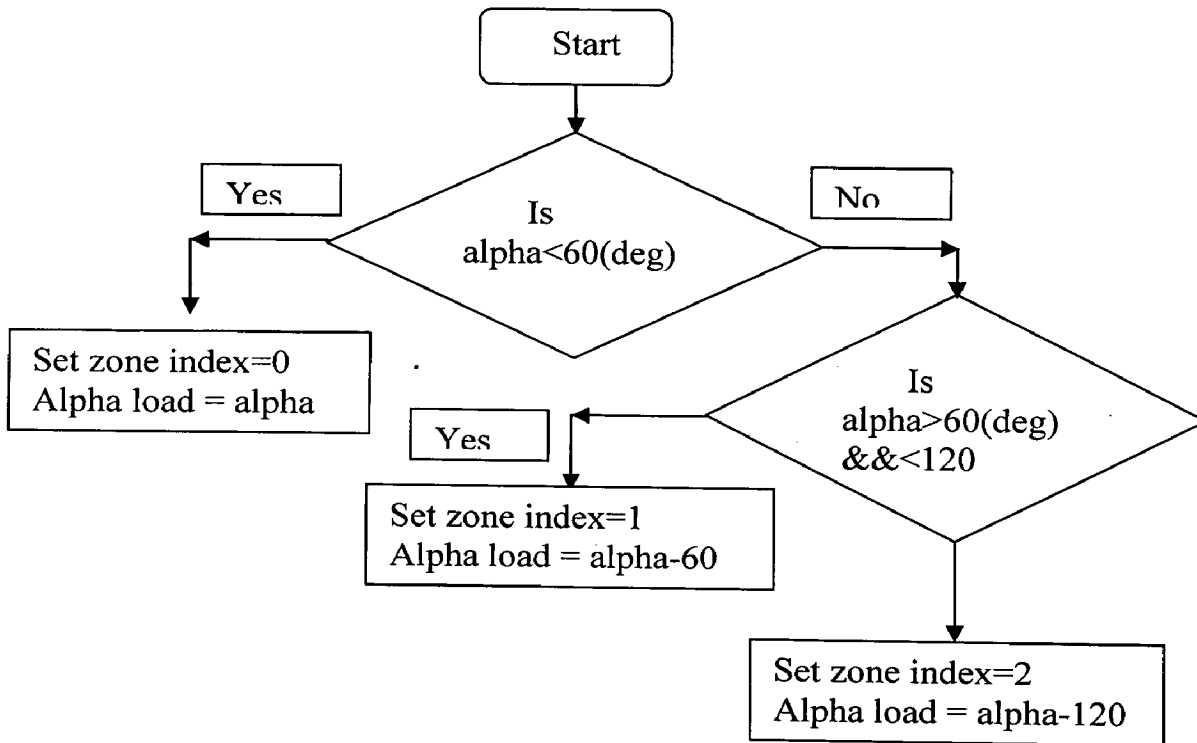 Start
Yes
No
Is
alpha<60(deg)
Set zone index=0
Alpha load = alpha
Is
alpha>60(deg)
&&<120
Yes
Set zone index=1
Alpha load = alpha-60
Set zone index=2
Alpha load = alpha-120